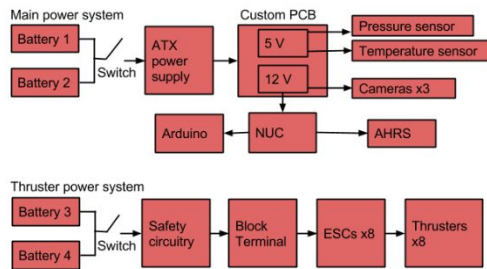 Main power system
Battery 1
Battery 2
Switch
ATX
power
supply
Custom PCB
5 V
12 V
Pressure sensor
Temperature sensor
Cameras x3
Arduino
NUC
AHRS
Thruster power system
Battery 3
Battery 4
Switch
Safety
circuitry
Block
Terminal
ESCs x8
Thrusters
x8